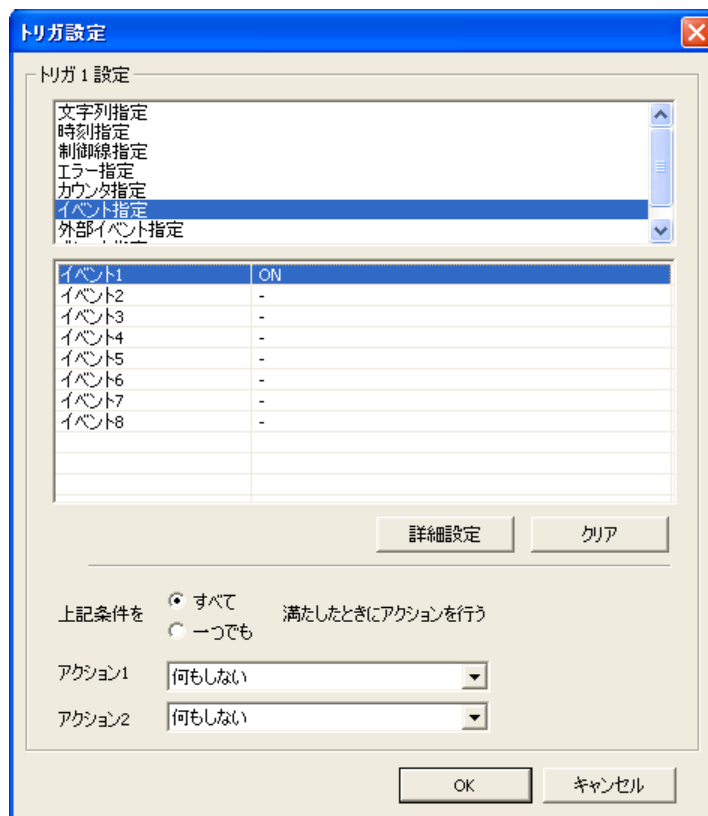 トリガ設定
トリガ 1 設定
文字列指定
時刻指定
制御線指定
エラー指定
カウンタ指定
イベント指定
外部イベント指定
イベント1 ON
イベント2 -
イベント3 -
イベント4 -
イベント5 -
イベント6 -
イベント7 -
イベント8 -
詳細設定 クリア
上記条件を
すべて
一つでも
満たしたときにアクションを行う
アクション1 何もしない
アクション2 何もしない
OK キャンセル